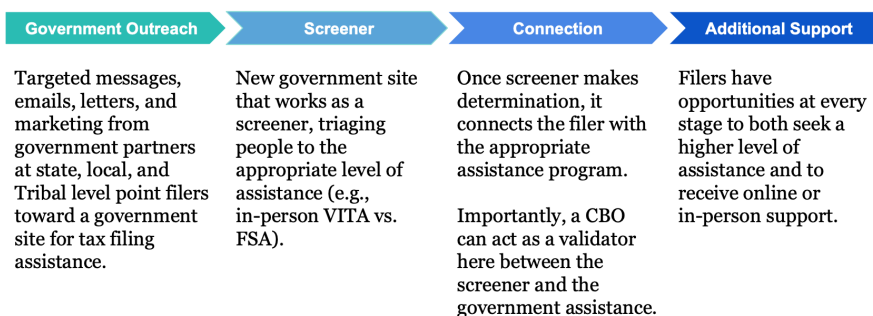 Government Outreach
Screener
Connection
Additional Support
Targeted messages,
emails, letters, and
marketing from
government partners
at state, local, and
Tribal level point filers
toward a government
site for tax filing
assistance.
New government site
that works as a
screener, triaging
people to the
appropriate level of
assistance (e.g.,
in-person VITA vs.
FSA).
Once screener makes
determination, it
connects the filer with
the appropriate
assistance program.
Importantly, a CBO
can act as a validator
here between the
screener and the
government assistance.
Filers have
opportunities at every
stage to both seek a
higher level of
assistance and to
receive online or
in-person support.